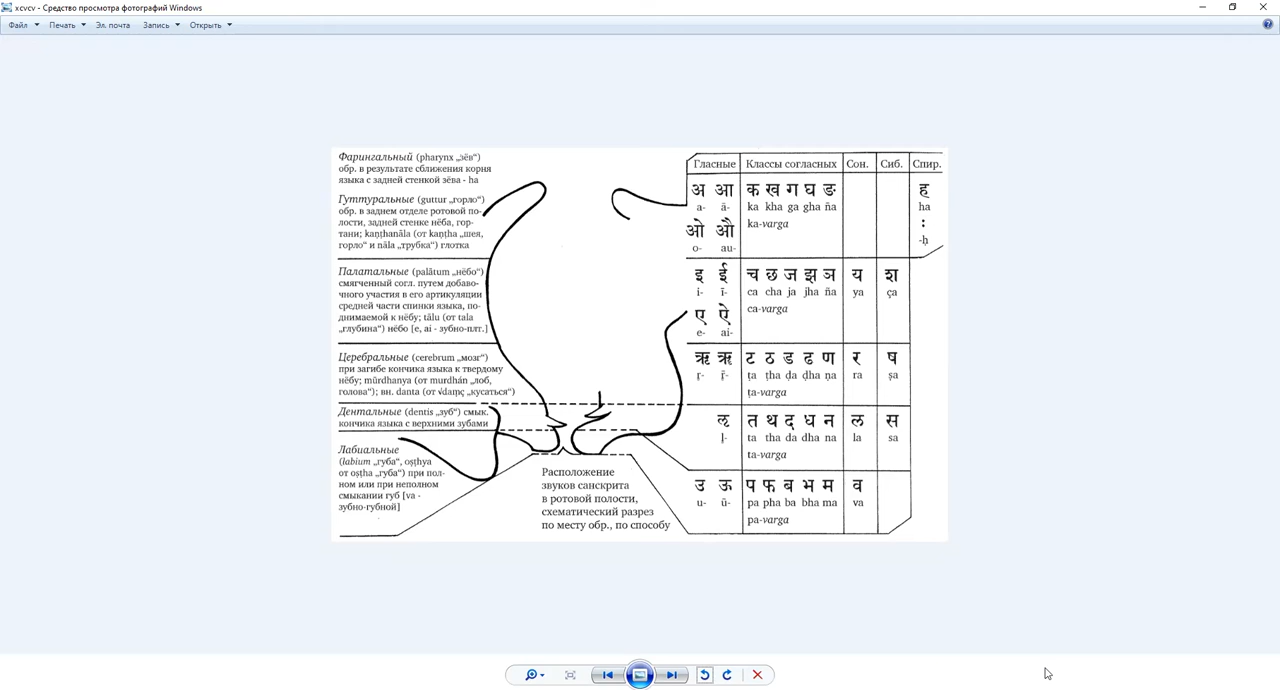 xcvcv - Средство просмотра фотографий Windows
Файл Печать Эл. почта Запись Открыть
Фарингальный (pharynx „зёв“)
обр. в результате сближения корня
языка с задней стенкой зёва - ha
Гуттуральные (guttur „горло“)
обр. в заднем отделе ротовой по-
лости, задней стенке нёба, гор-
тани; kaṇṭhanāla (от kaṇṭha „шея,
горло“ и nāla „трубка“) глотка
Палатальные (palātum „нёбо“)
смягченный согл. путем добавоч-
ного участия в его артикуляции
средней части спинки языка, по-
днимаемой к нёбу; tālu (от tala
„глубина“) нёбо [e, ai - зубно-плт.]
Церебральные (cerebrum „мозг“)
при загибе кончика языка к твердому
нёбу; mūrdhanya (от murdhán „лоб,
голова“); вн. danta (от √daṃç „кусаться“)
Дентальные (dentis „зуб“) смык.
кончика языка с верхними зубами
Лабиальные
(labium „губа“, oṣṭhya
от oṣṭha „губа“) при пол-
ном или при неполном
смыкании губ [va -
зубно-губной]
Расположение
звуков санскрита
в ротовой полости,
схематический разрез
по месту обр., по способу
Гласные Классы согласных Сон. Сиб. Спир.
अ आ क ख ग घ ङ ह
a- ā- ka kha ga gha ña ha
ka-varga :
ओ औ
o- au- -ḥ
इ ई च छ ज झ ञ य श
i- ī- ca cha ja jha ña ya ça
ca-varga
ए ऐ
e- ai-
ऋ ॠ ट ठ ड ढ ण र ष
ṛ- ṝ- ṭa ṭha ḍa ḍha ṇa ra ṣa
ṭa-varga
ऌ त थ द ध न ल स
ḷ- ta tha da dha na la sa
ta-varga
उ ऊ प फ ब भ म व
u- ū- pa pha ba bha ma va
pa-varga